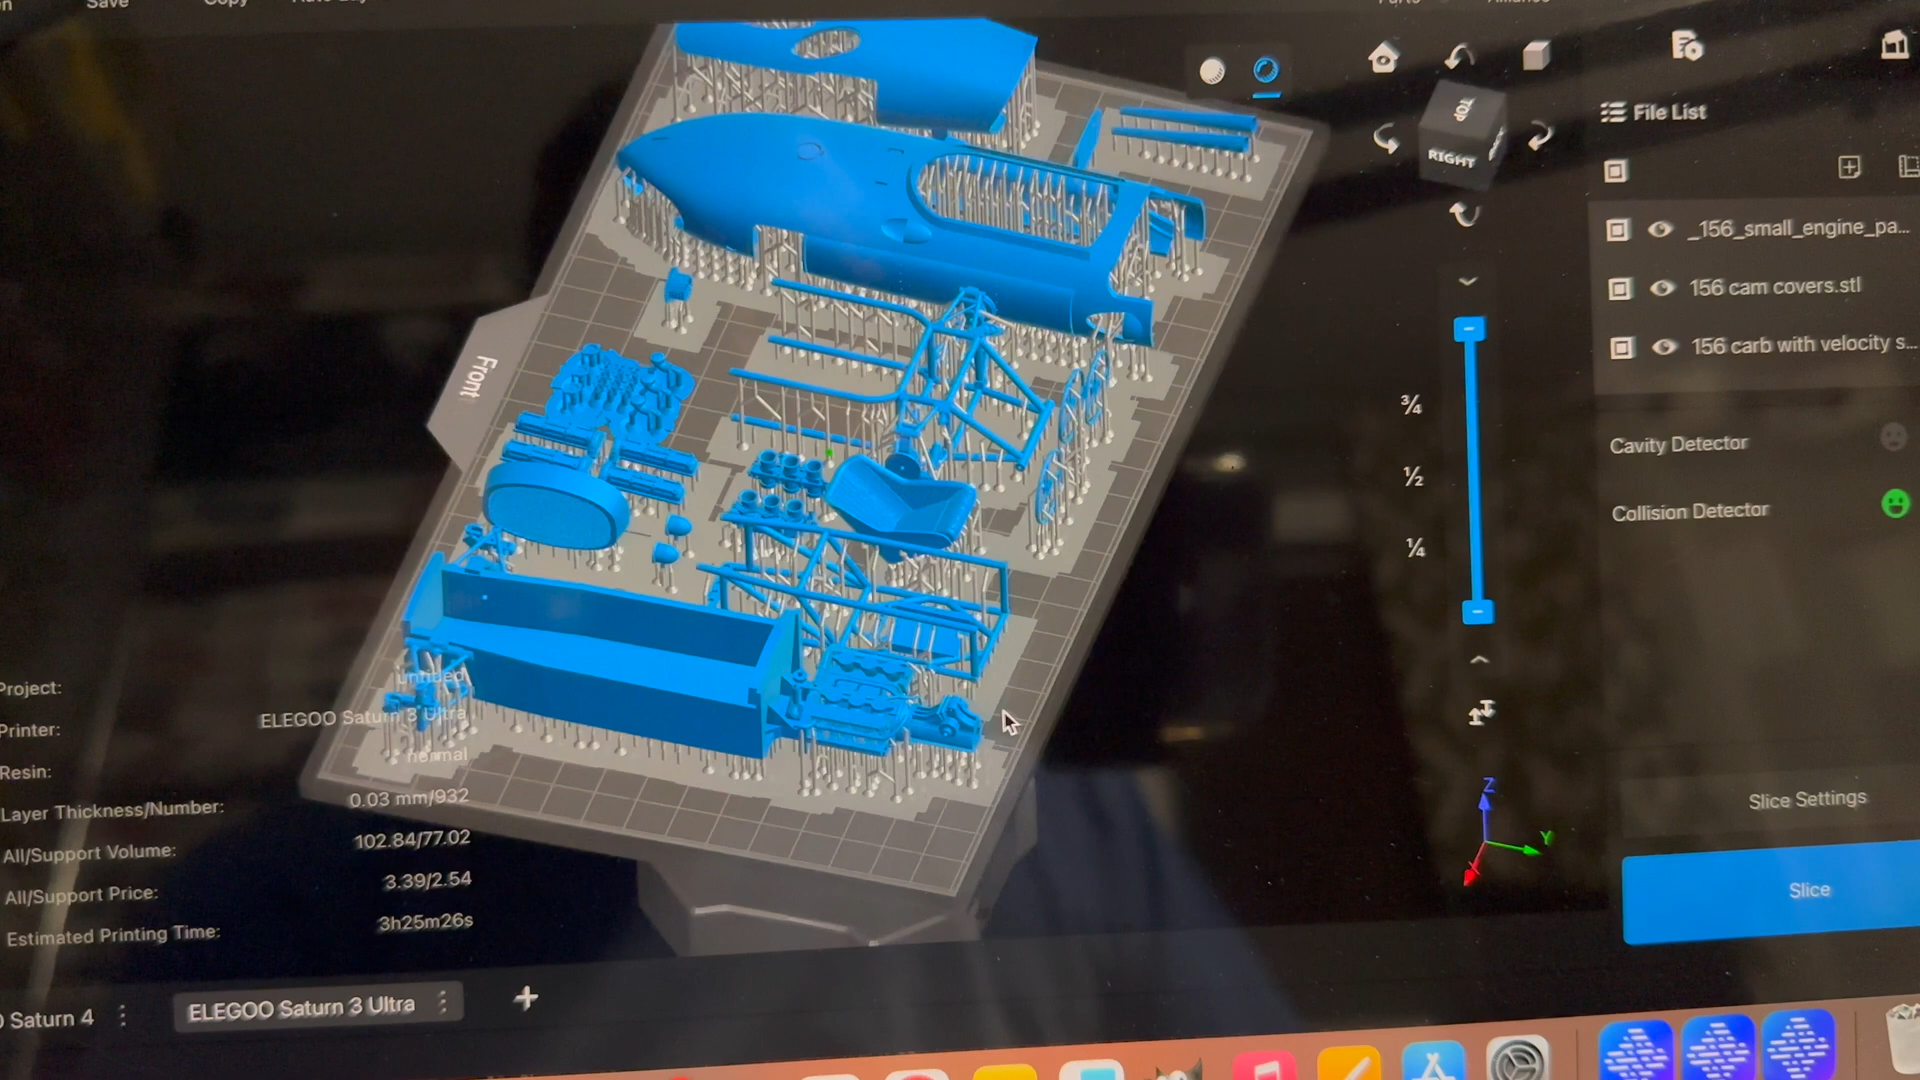 Save
Copy
File List
TOP
RIGHT
_156_small_engine_pa...
156 cam covers.stl
156 carb with velocity s...
Front
¾
½
¼
Cavity Detector
Collision Detector
Project:
untitled
Printer:
ELEGOO Saturn 3 Ultra
Resin:
normal
Layer Thickness/Number:
0.03 mm/932
All/Support Volume:
102.84/77.02
All/Support Price:
3.39/2.54
Estimated Printing Time:
3h25m26s
Z
Y
X
Slice Settings
Slice
Saturn 4
ELEGOO Saturn 3 Ultra